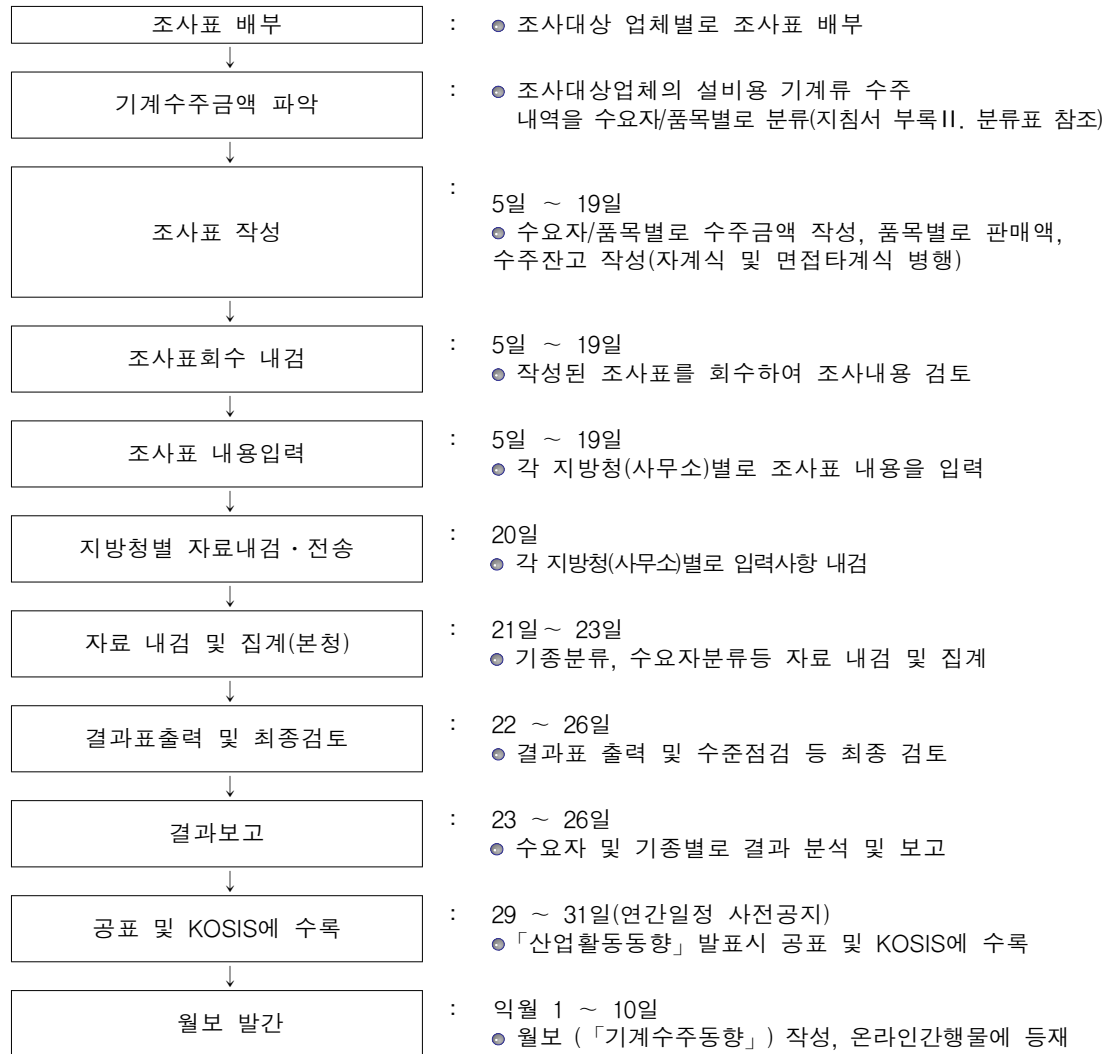 조사표 배부 : 조사대상 업체별로 조사표 배부
↓
기계수주금액 파악 : 조사대상업체의 설비용 기계류 수주
내역을 수요자/품목별로 분류(지침서 부록Ⅱ. 분류표 참조)
↓
조사표 작성 :
5일 ~ 19일
수요자/품목별로 수주금액 작성, 품목별로 판매액,
수주잔고 작성(자계식 및 면접타계식 병행)
↓
조사표회수 내검 : 5일 ~ 19일
작성된 조사표를 회수하여 조사내용 검토
↓
조사표 내용입력 : 5일 ~ 19일
각 지방청(사무소)별로 조사표 내용을 입력
↓
지방청별 자료내검·전송 : 20일
각 지방청(사무소)별로 입력사항 내검
↓
자료 내검 및 집계(본청) : 21일~ 23일
기종분류, 수요자분류등 자료 내검 및 집계
↓
결과표출력 및 최종검토 : 22 ~ 26일
결과표 출력 및 수준점검 등 최종 검토
↓
결과보고 : 23 ~ 26일
수요자 및 기종별로 결과 분석 및 보고
↓
공표 및 KOSIS에 수록 : 29 ~ 31일(연간일정 사전공지)
「산업활동동향」 발표시 공표 및 KOSIS에 수록
↓
월보 발간 : 익월 1 ~ 10일
월보 (「기계수주동향」) 작성, 온라인간행물에 등재